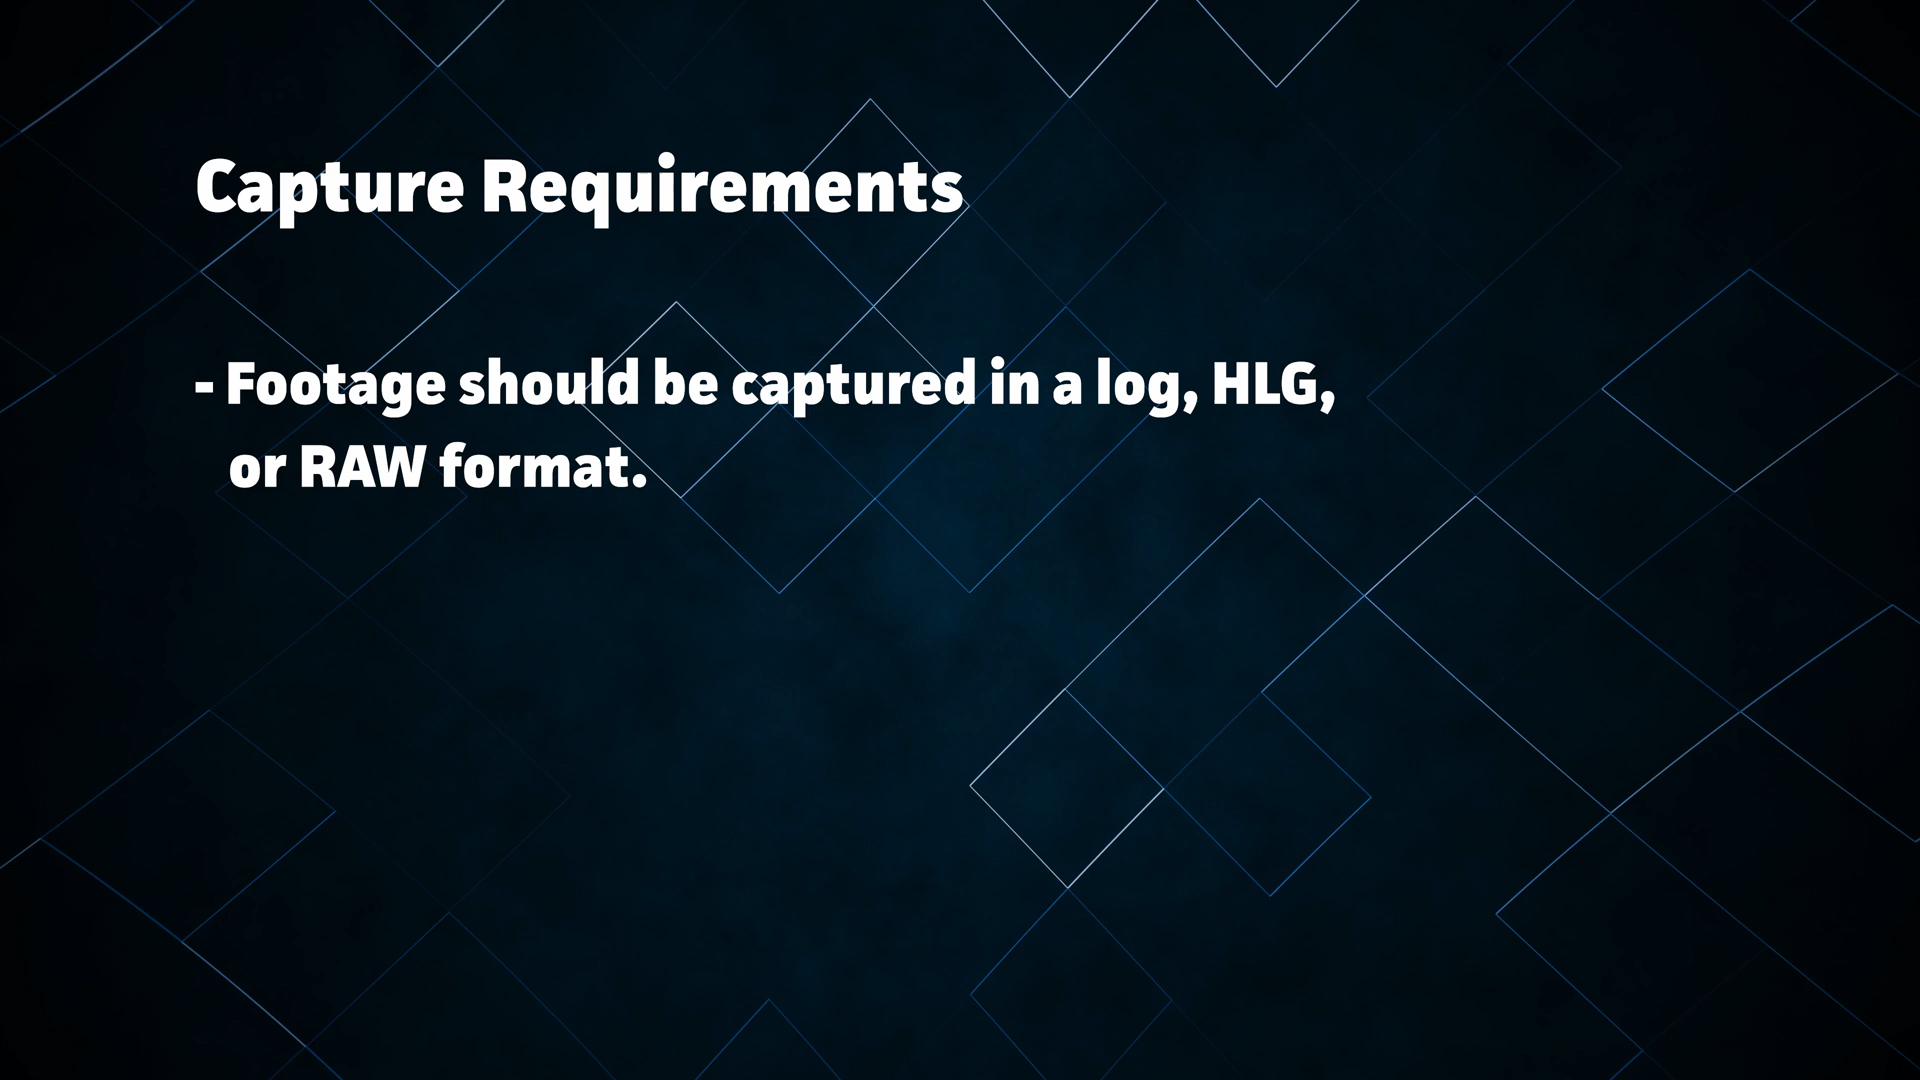 Capture Requirements
- Footage should be captured in a log, HLG,
or RAW format.